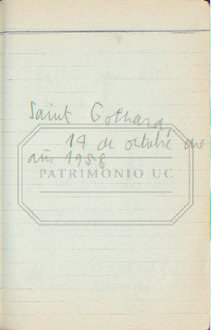 Saint Gothard
14 de octubre de
año 1958
PATRIMONIO UC